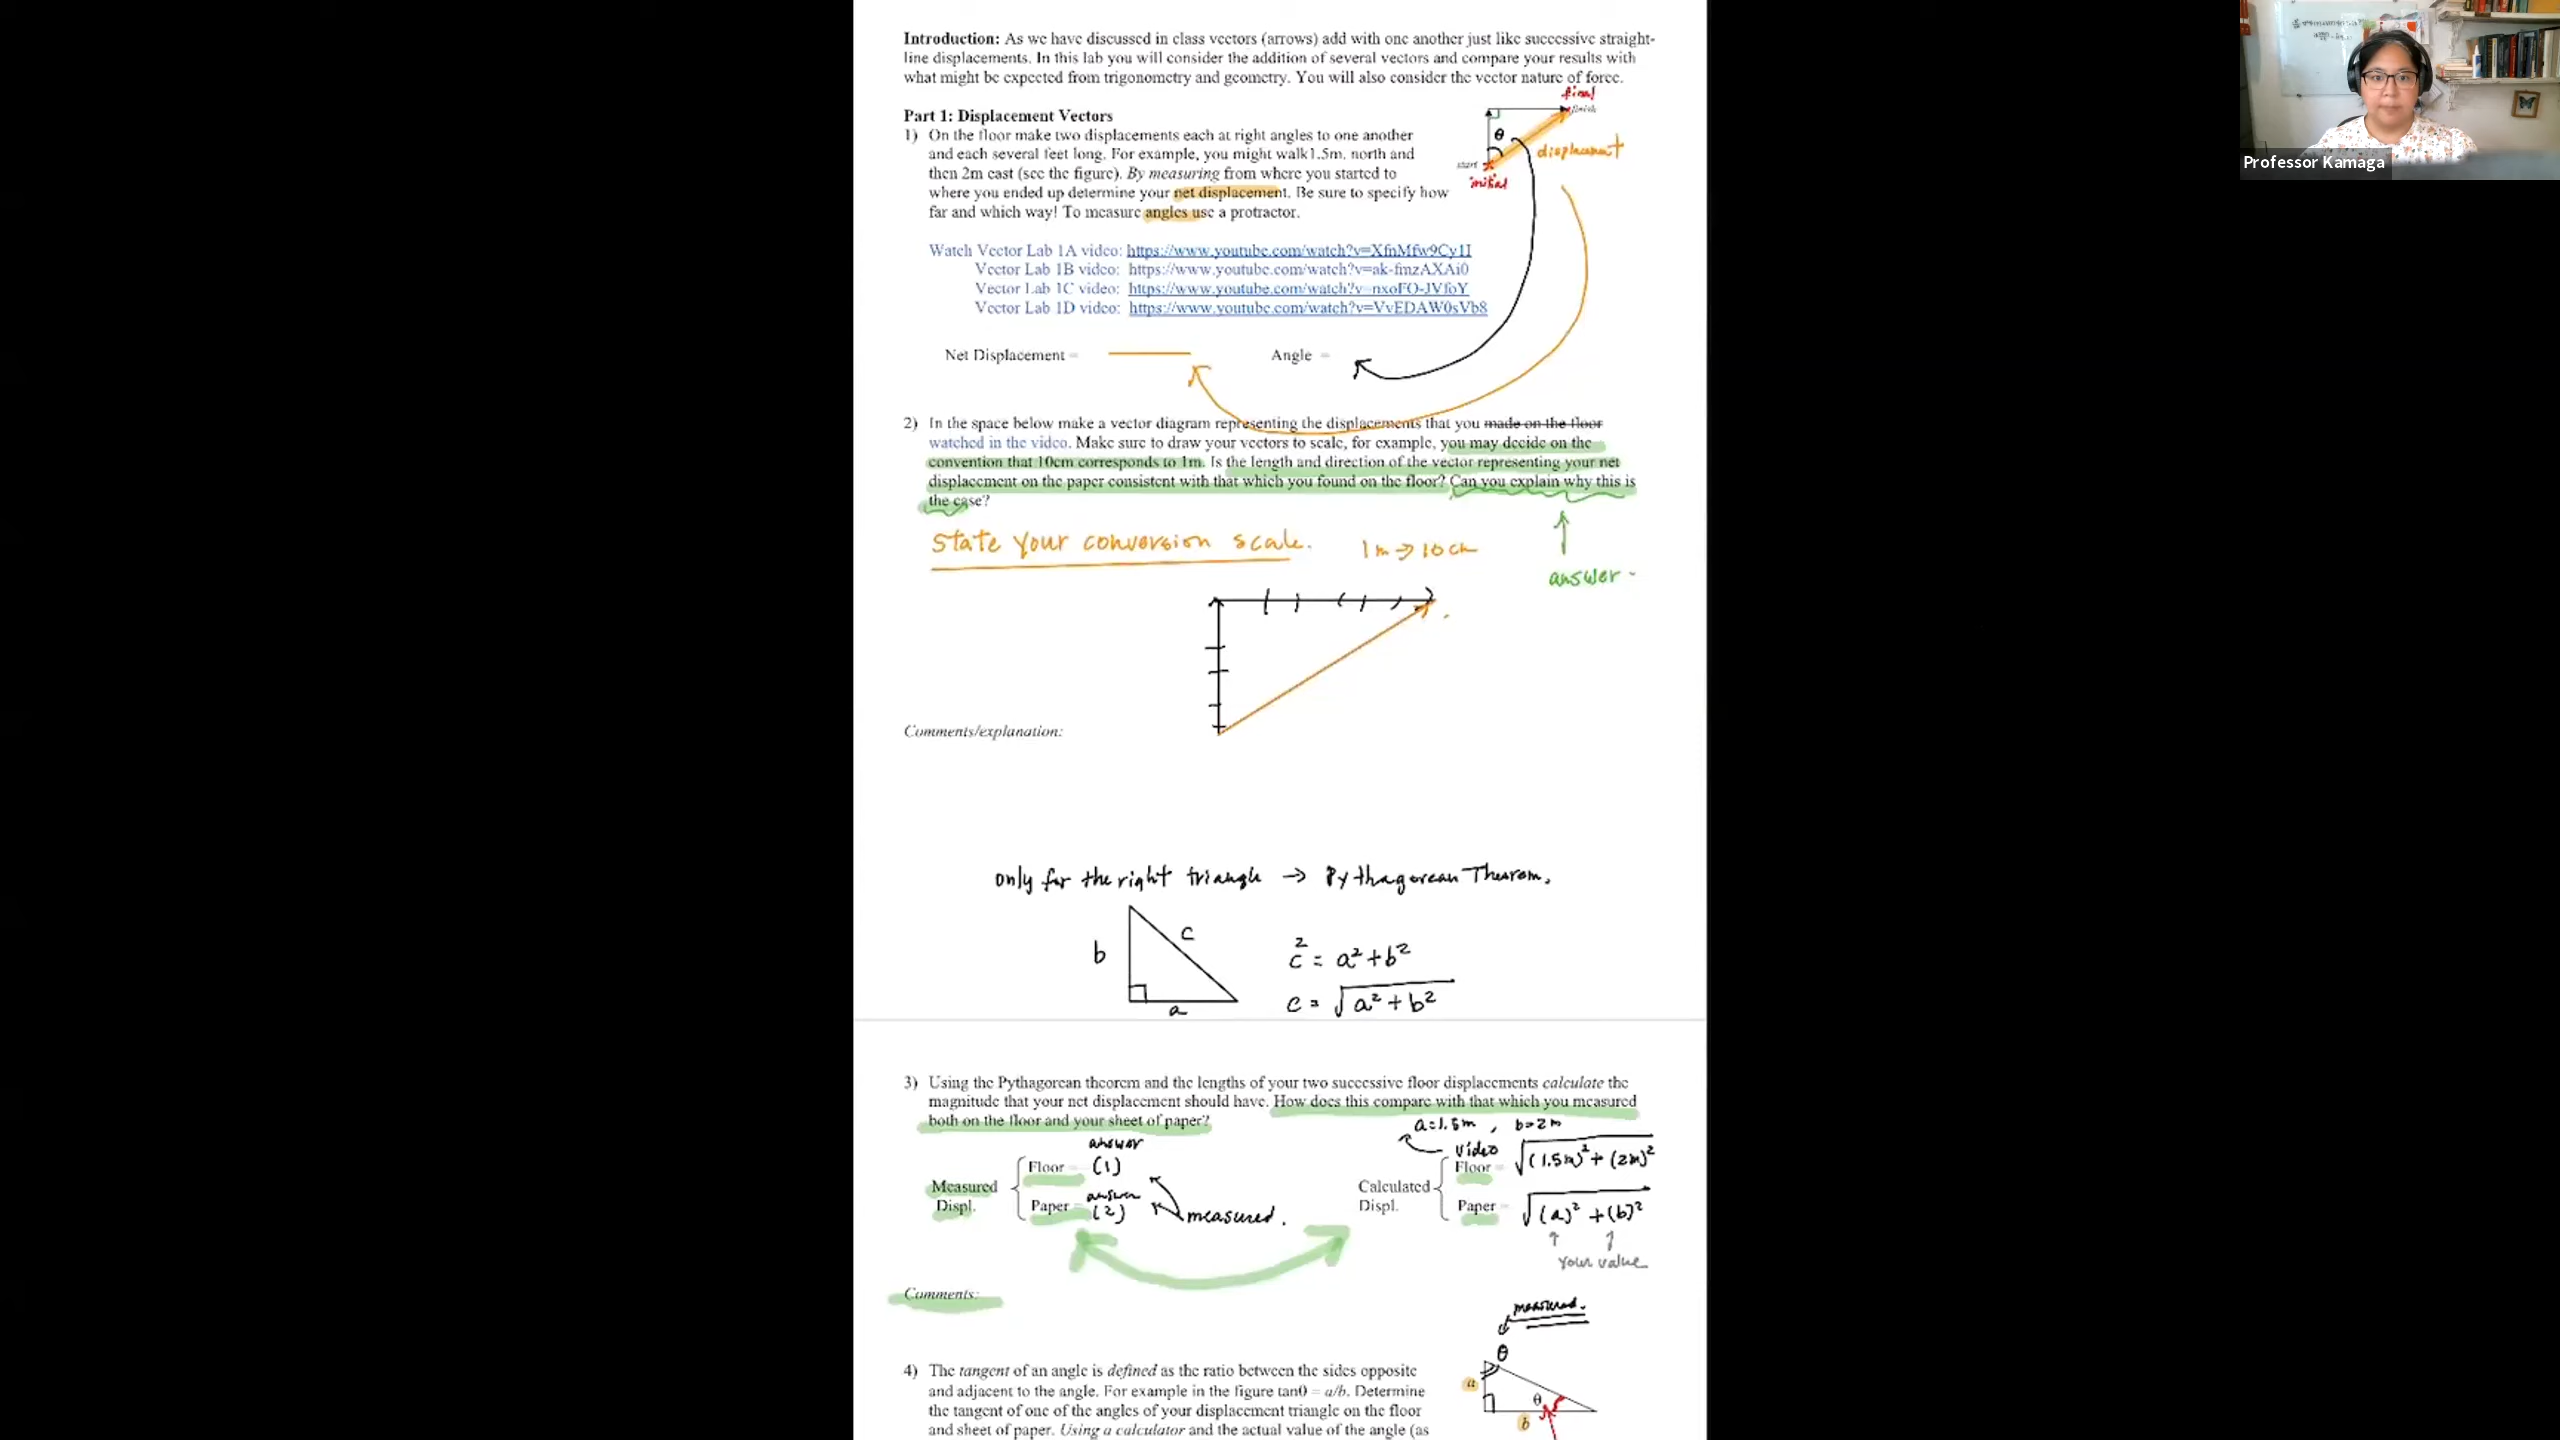 Introduction: As we have discussed in class vectors (arrows) add with one another just like successive straight-
line displacements. In this lab you will consider the addition of several vectors and compare your results with
what might be expected from trigonometry and geometry. You will also consider the vector nature of force.
final
finish
Part 1: Displacement Vectors
1) On the floor make two displacements each at right angles to one another
and each several feet long. For example, you might walk1.5m. north and
then 2m east (see the figure). By measuring from where you started to
where you ended up determine your net displacement. Be sure to specify how
far and which way! To measure angles use a protractor.
θ
displacement
start
initial
Watch Vector Lab 1A video: https://www.youtube.com/watch?v=XfnMfw9Cy1I
Vector Lab 1B video: https://www.youtube.com/watch?v=ak-fmzAXAi0
Vector Lab 1C video: https://www.youtube.com/watch?v=nxoFO-JVfoY
Vector Lab 1D video: https://www.youtube.com/watch?v=VvEDAW0sVb8
Net Displacement = Angle =
2) In the space below make a vector diagram representing the displacements that you made on the floor
watched in the video. Make sure to draw your vectors to scale, for example, you may decide on the
convention that 10cm corresponds to 1m. Is the length and direction of the vector representing your net
displacement on the paper consistent with that which you found on the floor? Can you explain why this is
the case?
State your conversion scale. 1m → 10cm
answer
Comments/explanation:
only for the right triangle → Pythagorean Theorem.
b
c
a
c² = a² + b²
c = √a² + b²
3) Using the Pythagorean theorem and the lengths of your two successive floor displacements calculate the
magnitude that your net displacement should have. How does this compare with that which you measured
both on the floor and your sheet of paper?
a=1.5m, b=2m
answer
video
Floor = (1)
Floor = √(1.5m)² + (2m)²
Measured
Displ.
answer
Paper = (2)
measured.
Calculated
Displ.
Paper = √(a)² + (b)²
your value
Comments:
measured.
4) The tangent of an angle is defined as the ratio between the sides opposite
and adjacent to the angle. For example in the figure tanθ = a/b. Determine
the tangent of one of the angles of your displacement triangle on the floor
and sheet of paper. Using a calculator and the actual value of the angle (as
θ
a
θ
b
Professor Kamaga